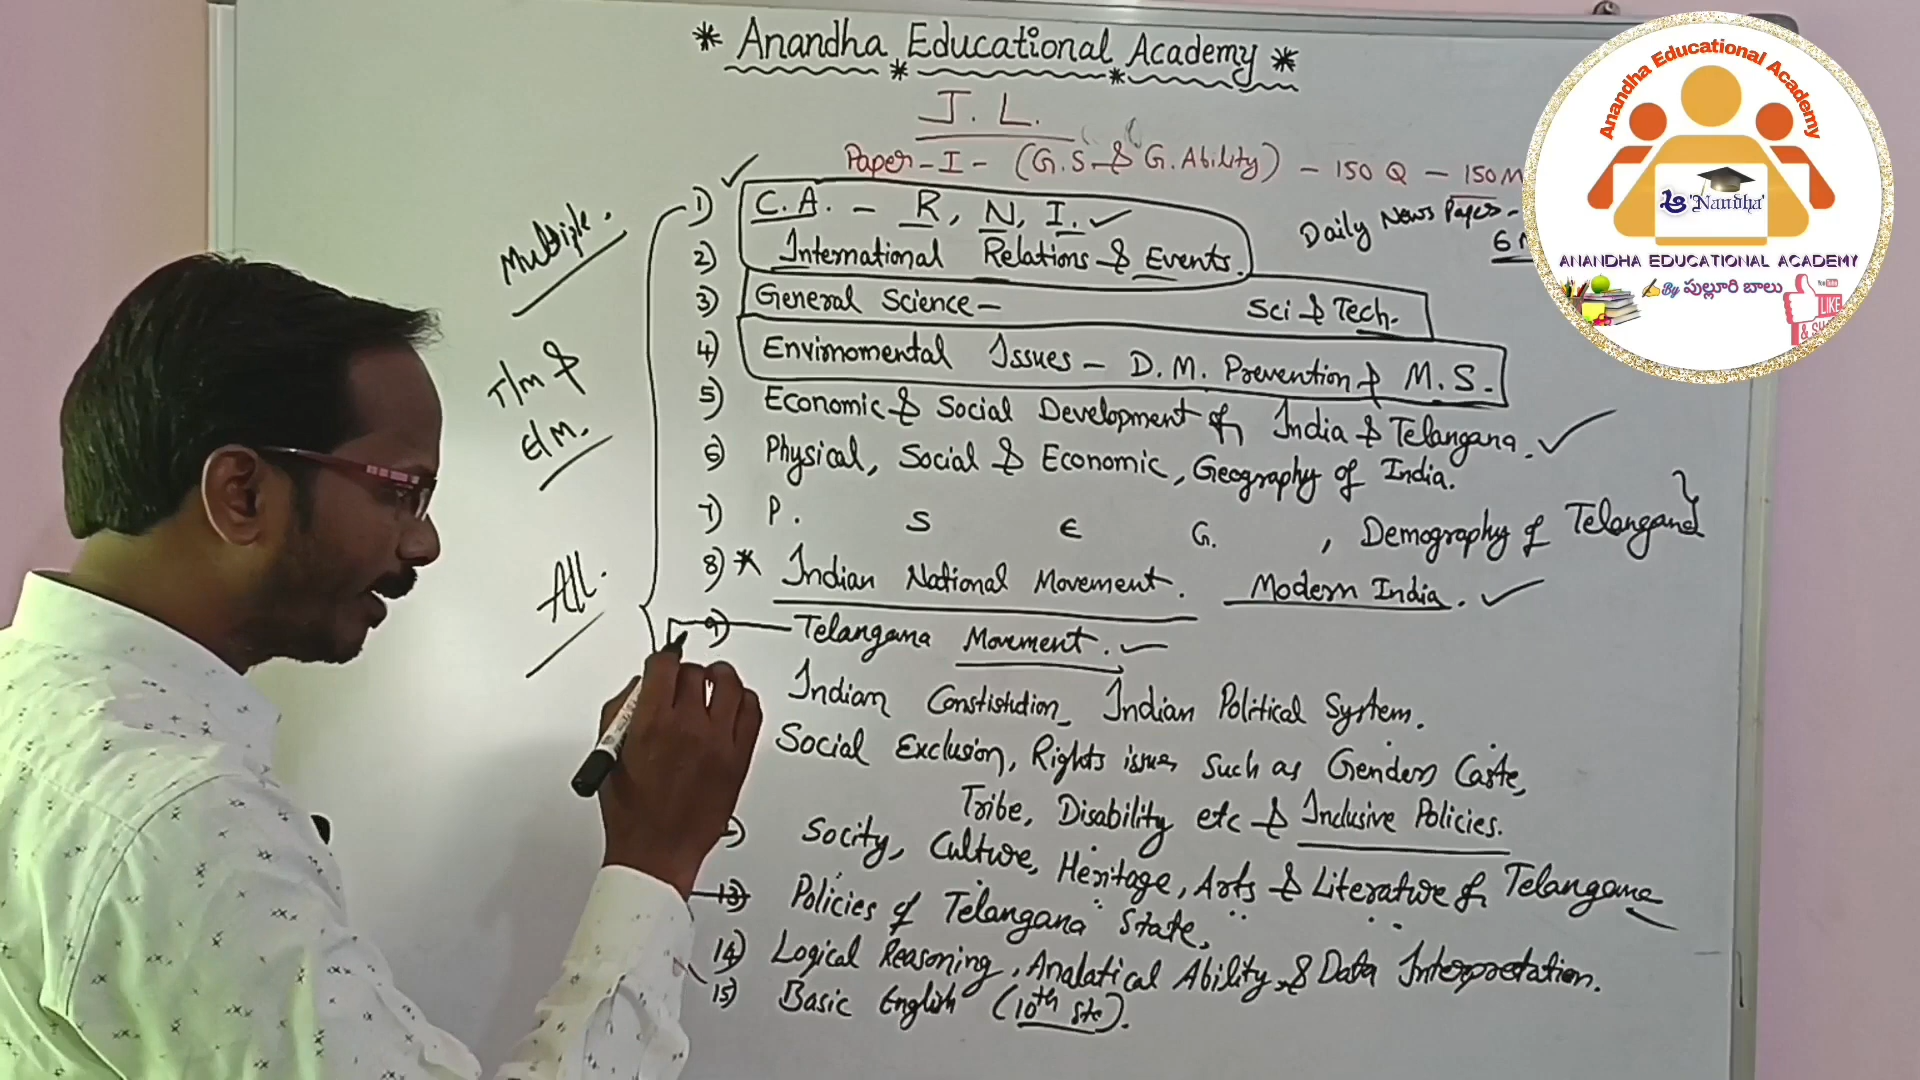 * Anandha Educational Academy *
J. L.
Paper - I - (G.S & G. Ability) - 150 Q - 150 M
1) C. A. - R, N, I. ✓
Daily News Paper -
6
2) International Relations & Events.
3) General Science - Sci & Tech.
4) Envirnomental Issues - D. M. Prevention & M. S.
5) Economic & Social Development of India & Telangana. ✓
6) Physical, Social & Economic, Geography of India.
7) P. S E G. , Demography of Telangana
8) * Indian National Movement. Modern India. ✓
9) Telangana Movement. ✓
Indian Constistution, Indian Political System.
Social Exclusion, Rights issues such as Gender, Caste,
Tribe, Disability etc & Inclusive Policies.
Socity, Culture, Heritage, Arts & Literature of Telangana
13) Policies of Telangana State.
14) Logical Reasoning, Analatical Ability, & Data Interpretation.
15) Basic English (10th Std).
Multiple.
T/M &
E/M.
All.
Anandha Educational Academy
'Nandha'
ANANDHA EDUCATIONAL ACADEMY
By పుల్లూరి బాలు
YouTube
LIKE